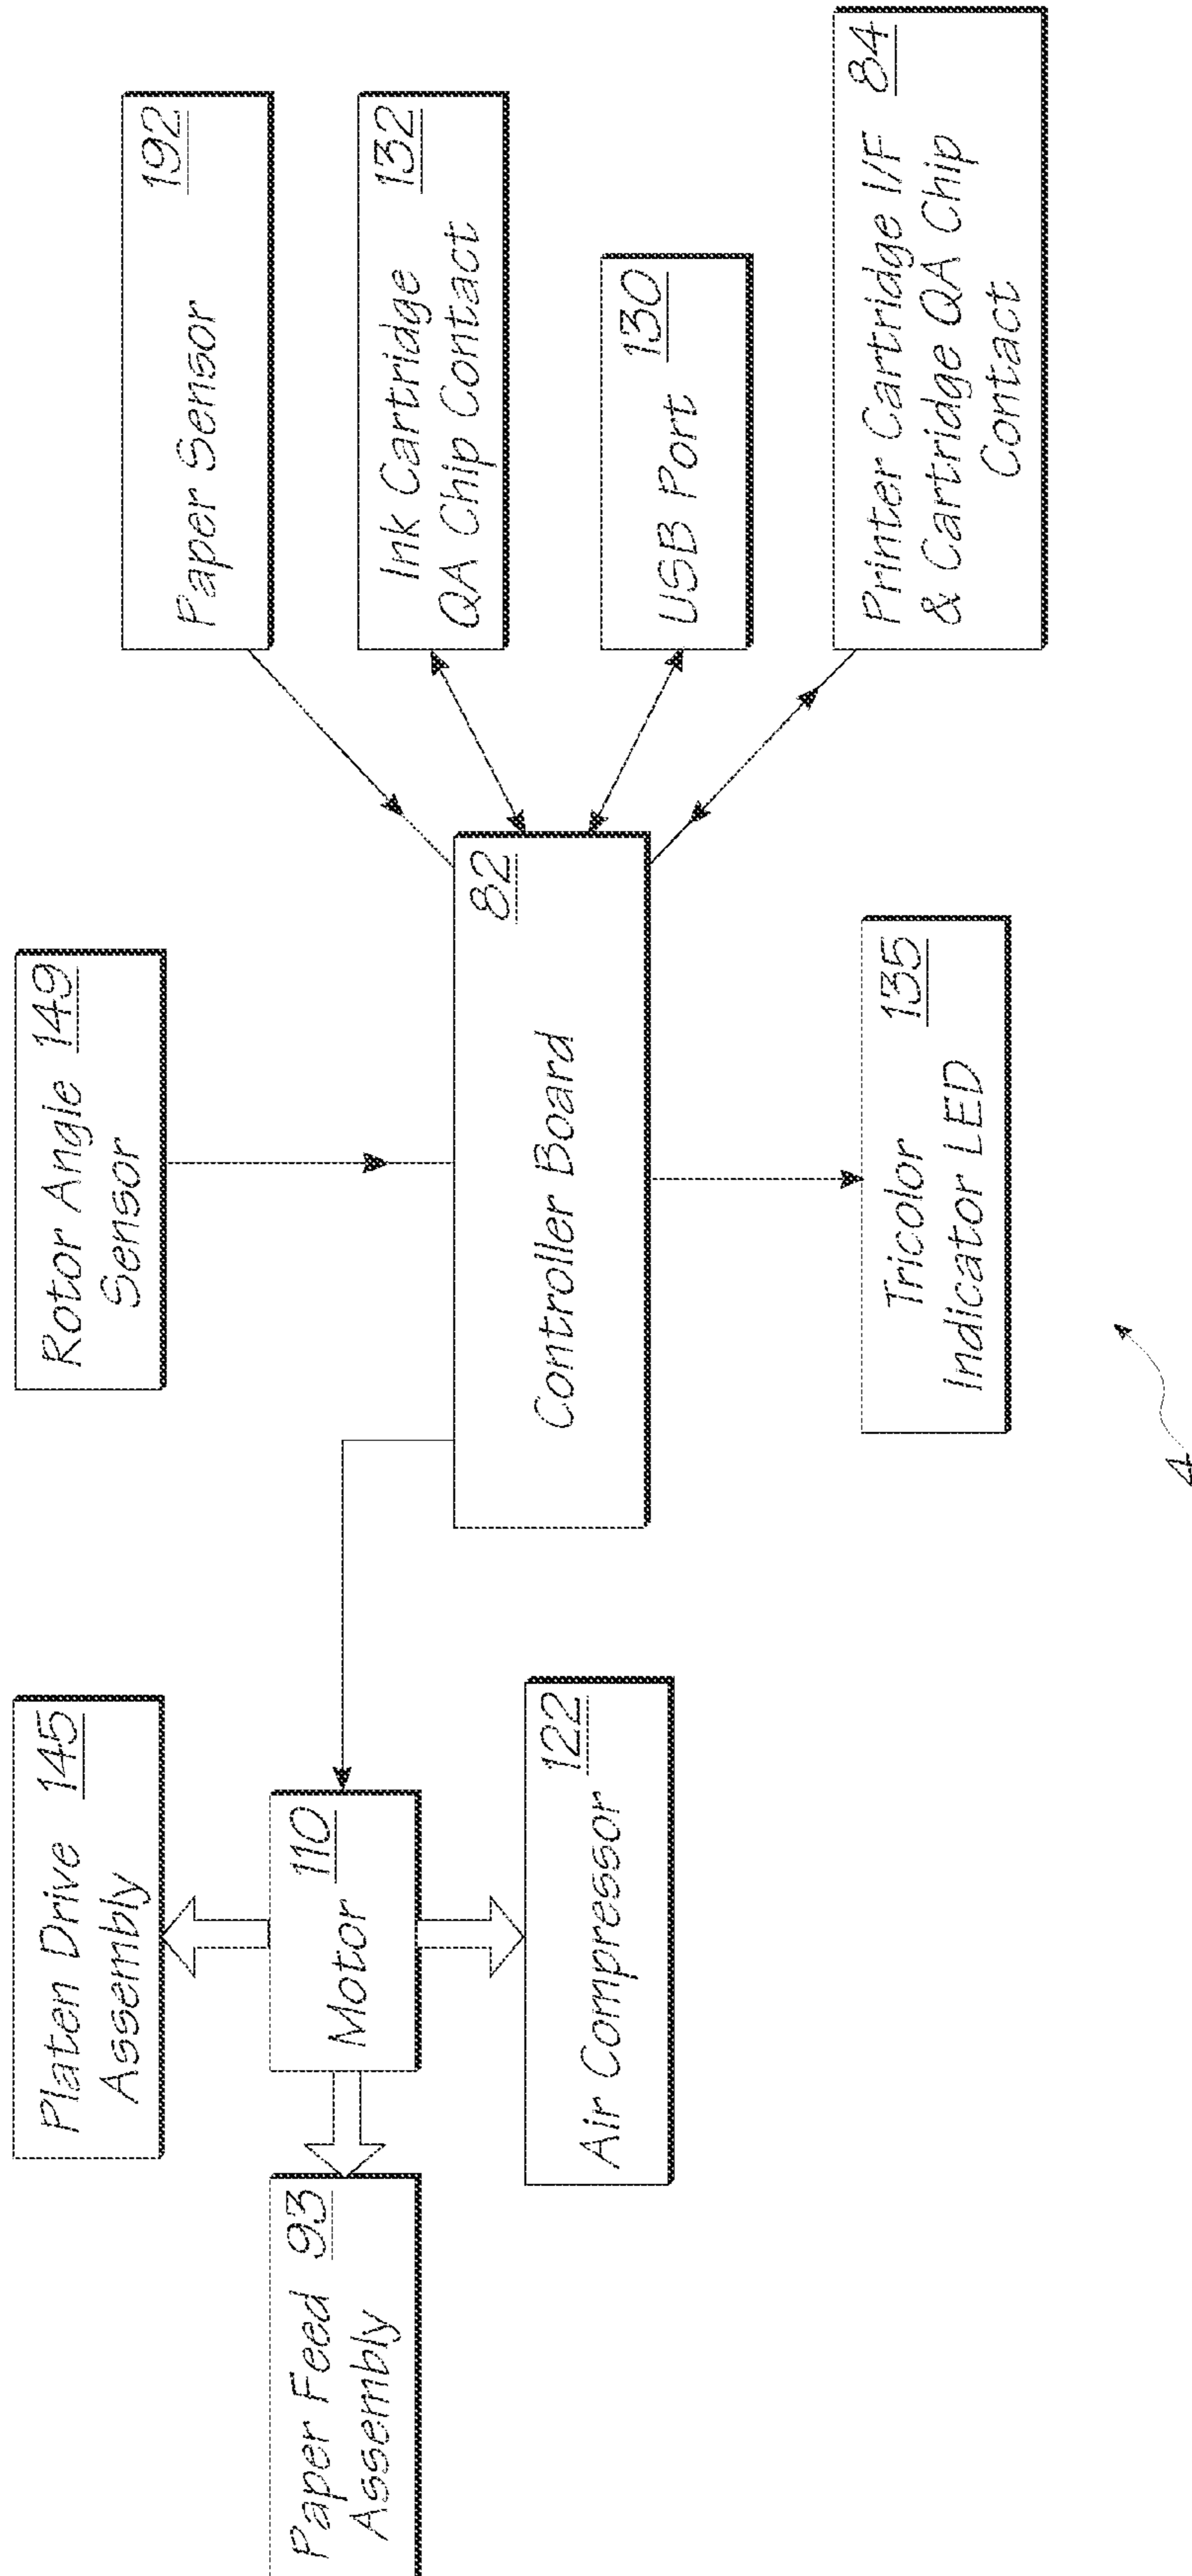 Platen Drive 145
Assembly
Rotor Angle 149
Sensor
Paper Sensor 192
Paper Feed 93
Assembly
Motor 110
Ink Cartridge 132
QA Chip Contact
Air Compressor 122
Controller Board 82
USB Port 130
Tricolor 135
Indicator LED
Printer Cartridge I/F 84
& Cartridge QA Chip
Contact
4